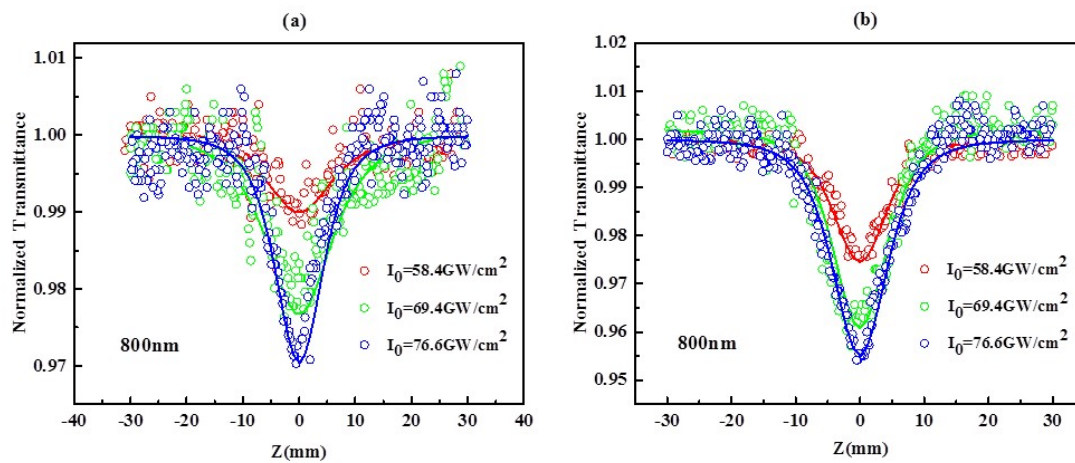 (a)
Normalized Transmittance
1.01
1.00
0.99
0.98
0.97
I0=58.4GW/cm2
I0=69.4GW/cm2
I0=76.6GW/cm2
800nm
-40 -30 -20 -10 0 10 20 30 40
Z(mm)
(b)
Normalized Transmittance
1.02
1.01
1.00
0.99
0.98
0.97
0.96
0.95
I0=58.4GW/cm2
I0=69.4GW/cm2
I0=76.6GW/cm2
800nm
-30 -20 -10 0 10 20 30
Z(mm)